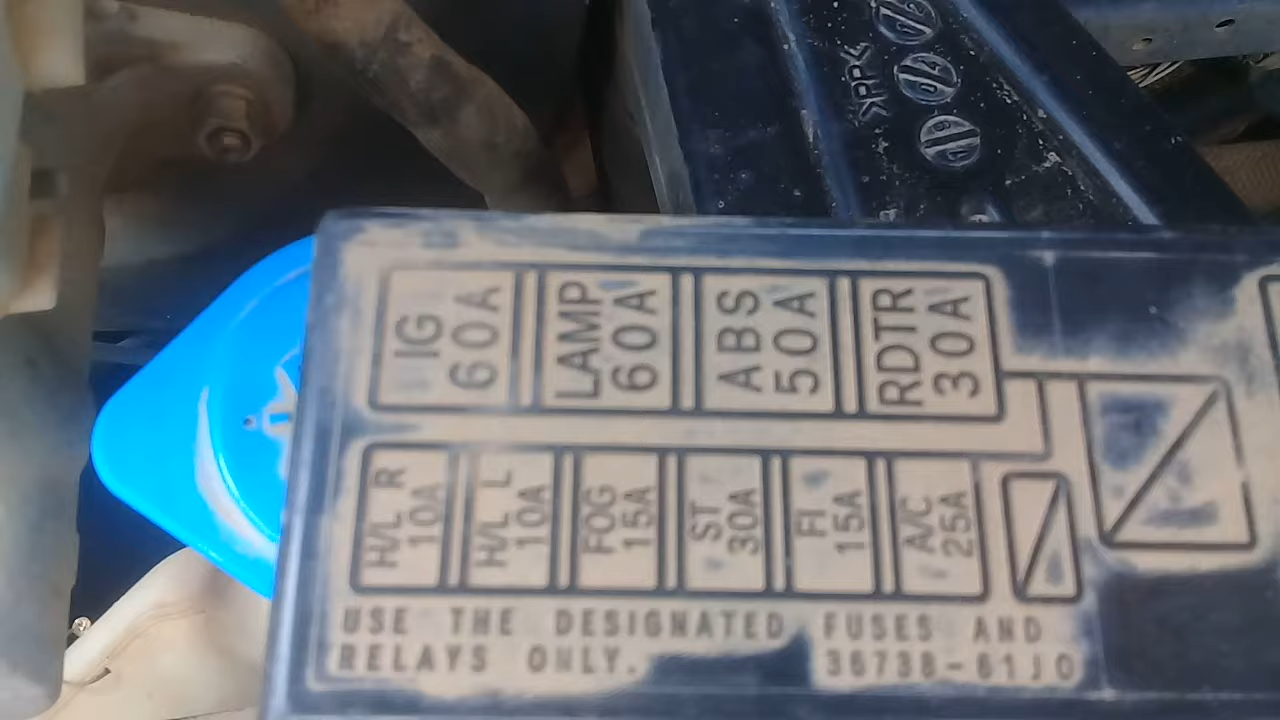 >PP<
IG
60A
LAMP
60A
ABS
50A
RDTR
30A
H/L R
10A
H/L L
10A
FOG
15A
ST
30A
FI
15A
A/C
25A
USE THE DESIGNATED FUSES AND
RELAYS ONLY. 36738-61J0